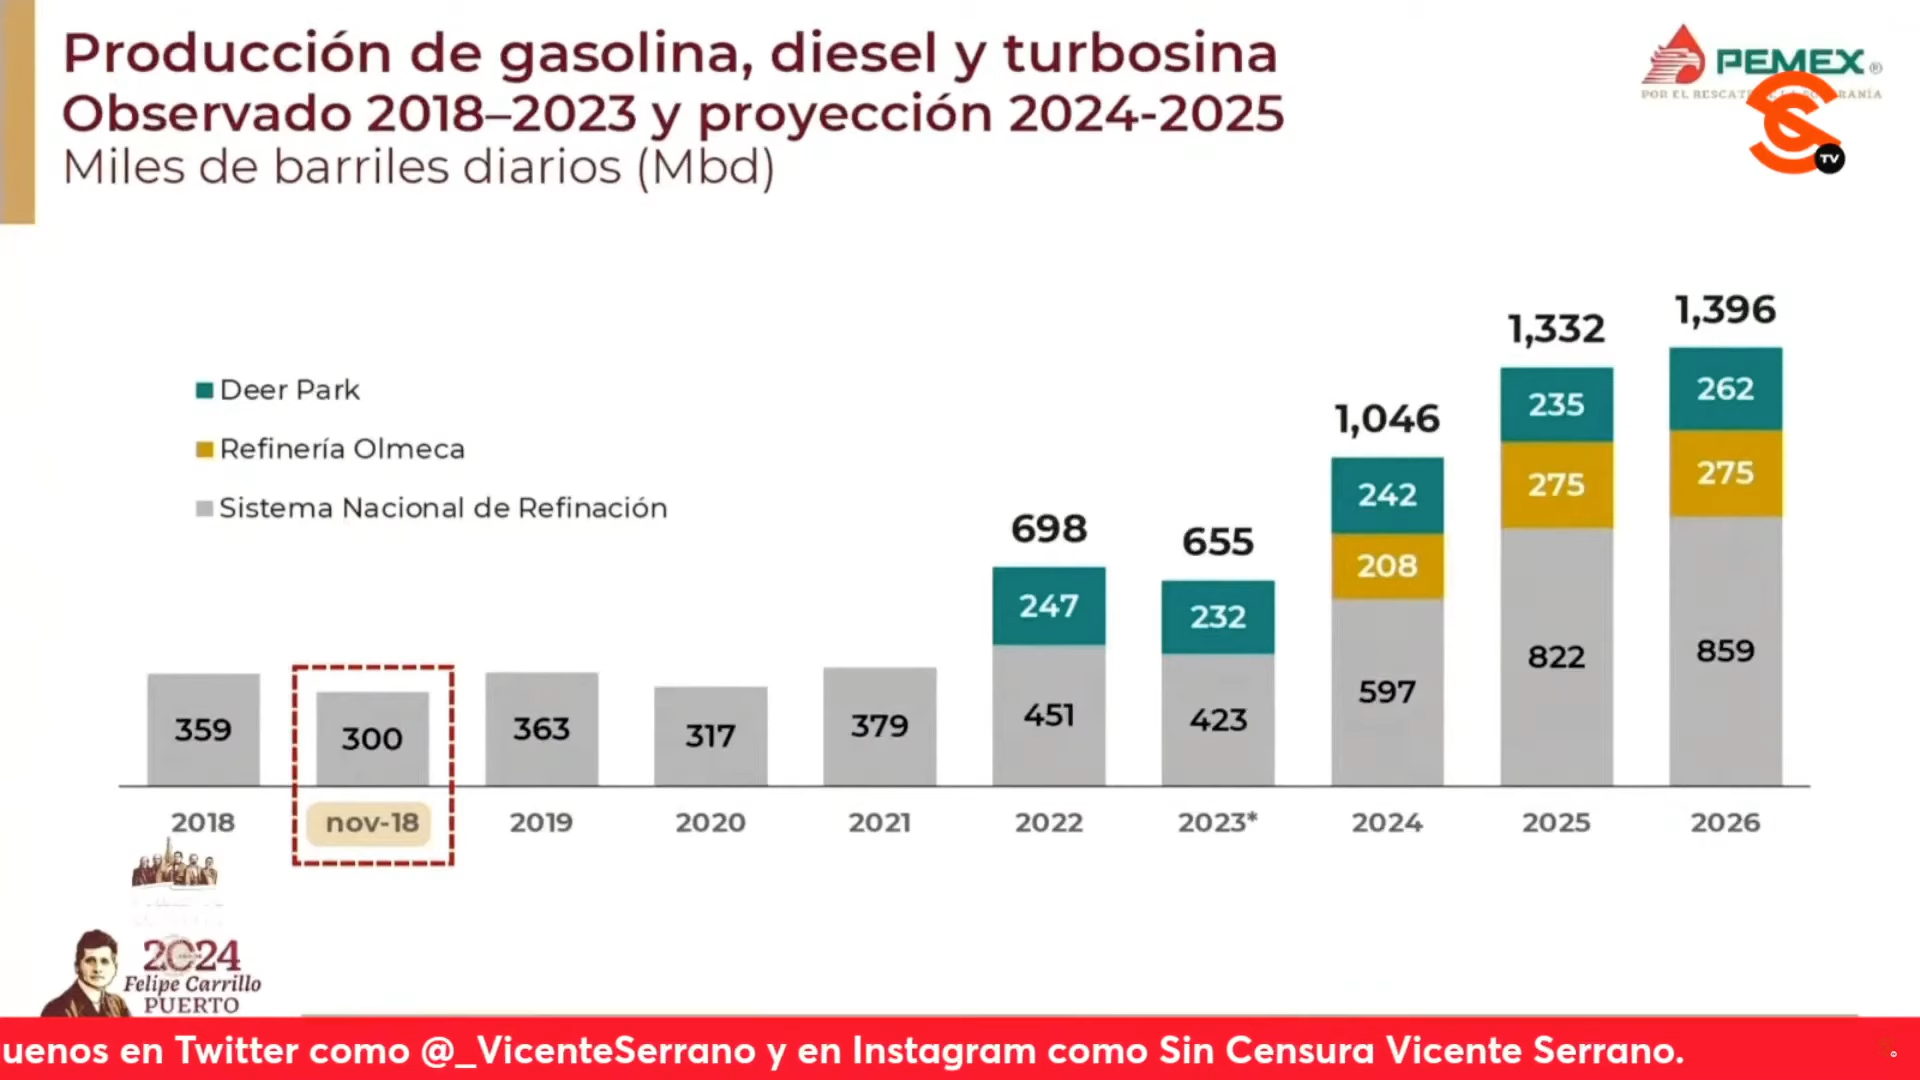 Producción de gasolina, diesel y turbosina
Observado 2018–2023 y proyección 2024-2025
Miles de barriles diarios (Mbd)
PEMEX®
POR EL RESCATE
TV
Deer Park
Refinería Olmeca
Sistema Nacional de Refinación
359
300
363
317
379
698
247
451
655
232
423
1,046
242
208
597
1,332
235
275
822
1,396
262
275
859
2018
nov-18
2019
2020
2021
2022
2023*
2024
2025
2026
2024
Felipe Carrillo
PUERTO
uenos en Twitter como @_VicenteSerrano y en Instagram como Sin Censura Vicente Serrano.